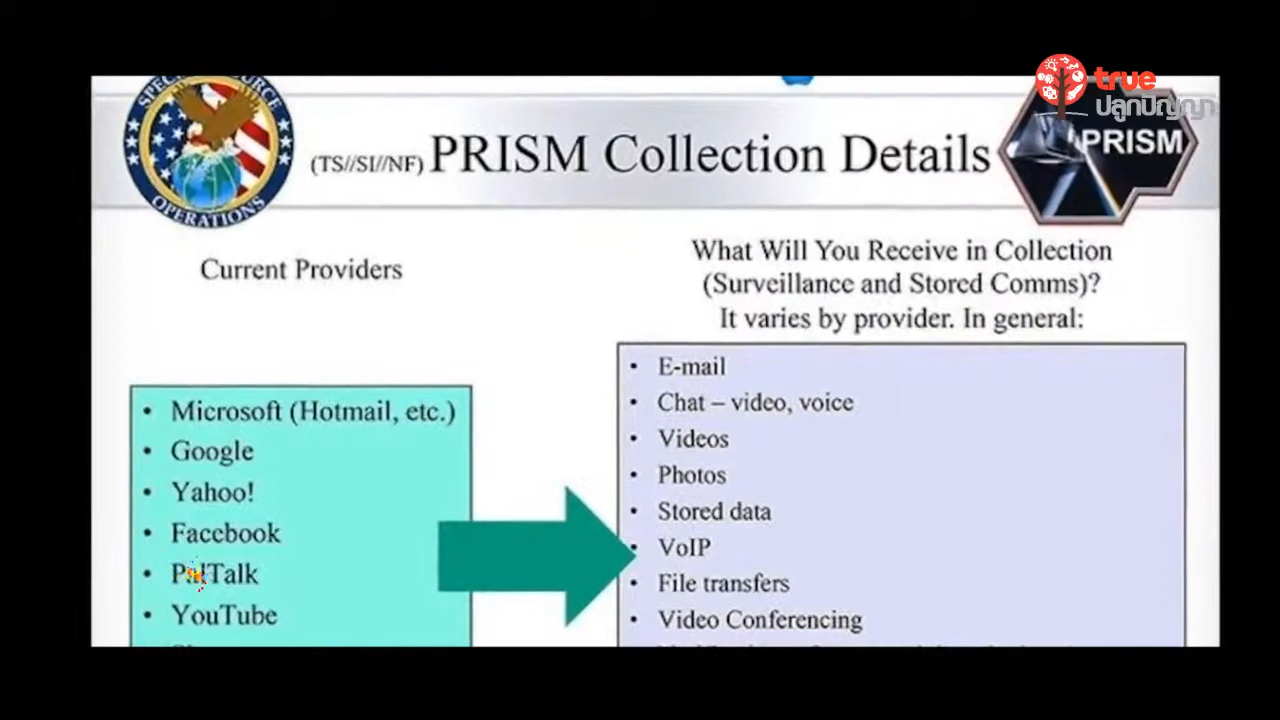 true
ปลูกปัญญา
SPECIAL SOURCE
OPERATIONS
(TS//SI//NF) PRISM Collection Details
PRISM
Current Providers
What Will You Receive in Collection
(Surveillance and Stored Comms)?
It varies by provider. In general:
• Microsoft (Hotmail, etc.)
• Google
• Yahoo!
• Facebook
• PalTalk
• YouTube
• E-mail
• Chat – video, voice
• Videos
• Photos
• Stored data
• VoIP
• File transfers
• Video Conferencing